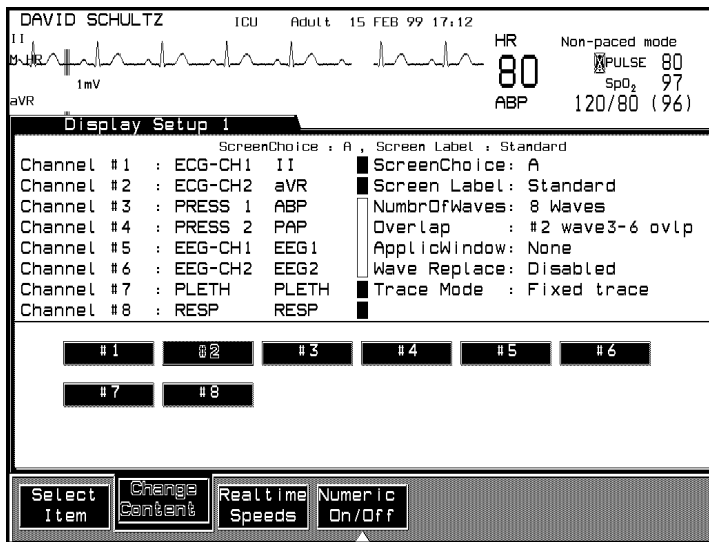 DAVID SCHULTZ ICU Adult 15 FEB 99 17:12
II
M HR
1mV
aVR
HR
80
ABP
Non-paced mode
PULSE 80
SpO2 97
120/80 (96)
Display Setup 1
ScreenChoice : A , Screen Label : Standard
Channel #1 : ECG-CH1 II
Channel #2 : ECG-CH2 aVR
Channel #3 : PRESS 1 ABP
Channel #4 : PRESS 2 PAP
Channel #5 : EEG-CH1 EEG1
Channel #6 : EEG-CH2 EEG2
Channel #7 : PLETH PLETH
Channel #8 : RESP RESP
ScreenChoice: A
Screen Label: Standard
NumbrOfWaves: 8 Waves
Overlap : #2 wave3-6 ovlp
ApplicWindow: None
Wave Replace: Disabled
Trace Mode : Fixed trace
#1 #2 #3 #4 #5 #6
#7 #8
Select Item
Change Content
Realtime Speeds
Numeric On/Off